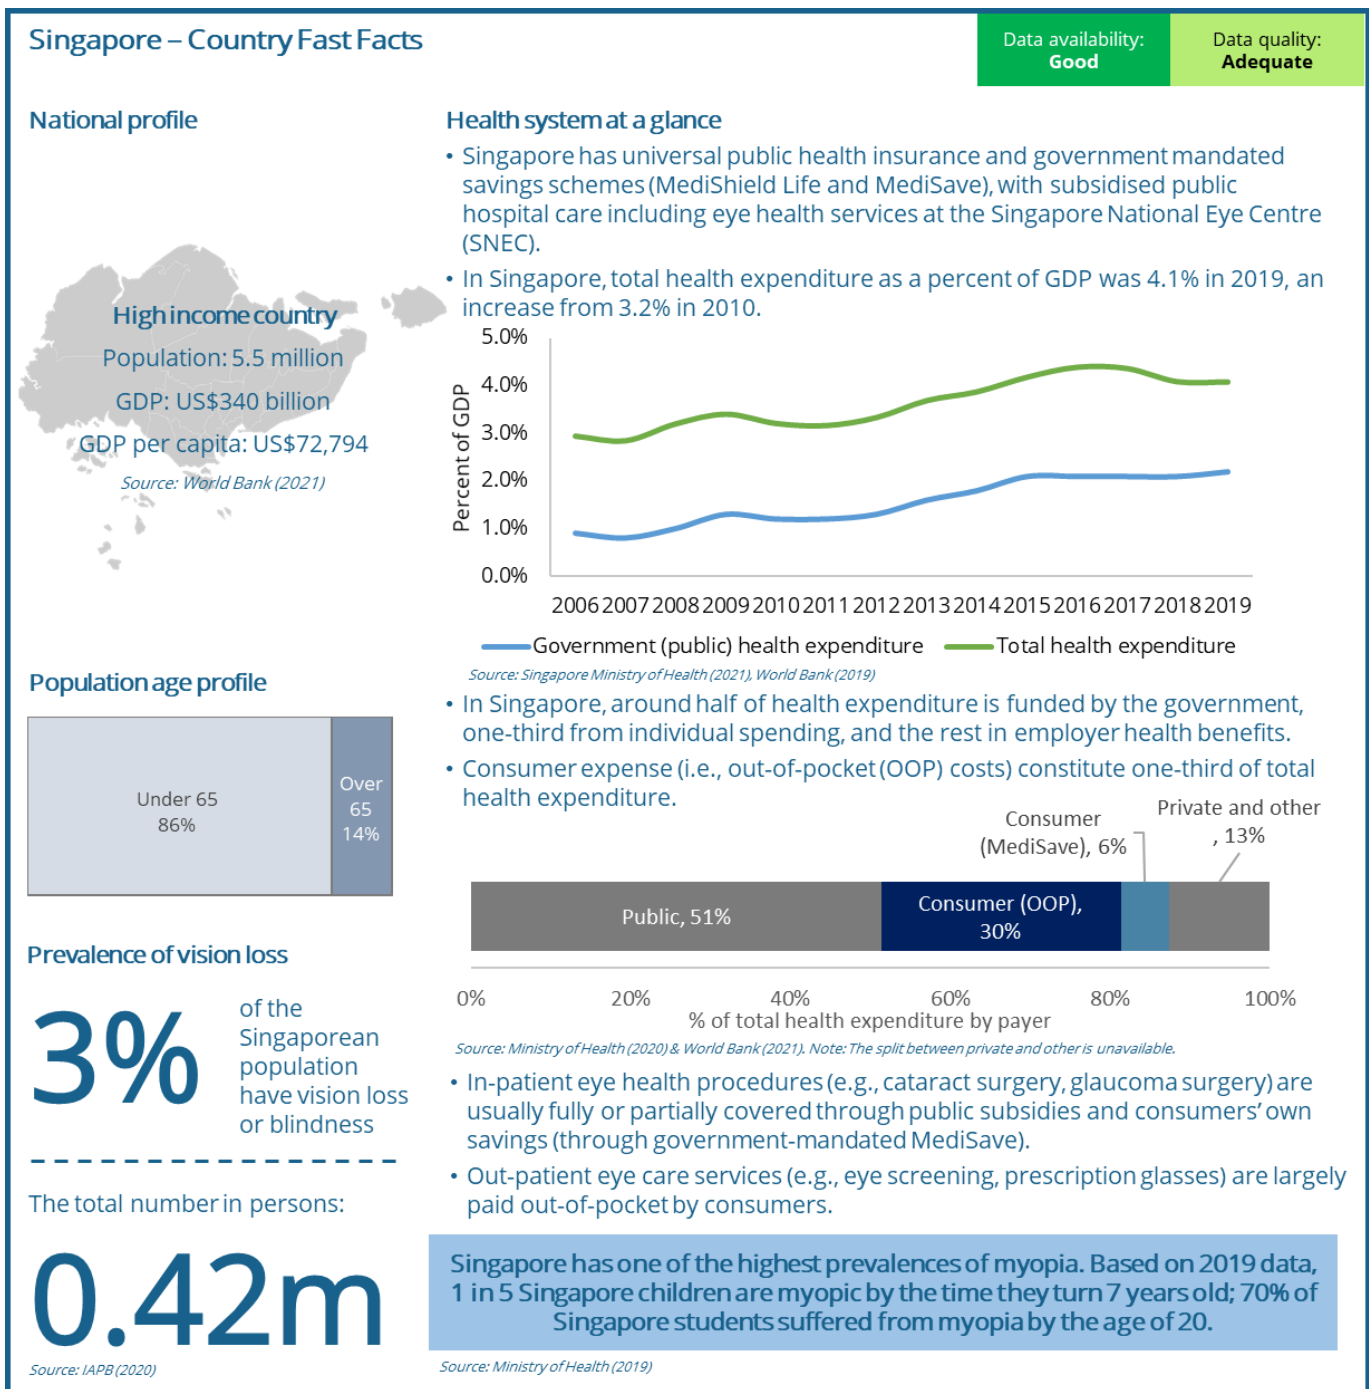 Singapore – Country Fast Facts
Data availability:
Good
Data quality:
Adequate
National profile
High income country
Population: 5.5 million
GDP: US$340 billion
GDP per capita: US$72,794
Source: World Bank (2021)
Population age profile
Under 65
86%
Over
65
14%
Prevalence of vision loss
3%
of the
Singaporean
population
have vision loss
or blindness
The total number in persons:
0.42m
Source: IAPB (2020)
Health system at a glance
• Singapore has universal public health insurance and government mandated
savings schemes (MediShield Life and MediSave), with subsidised public
hospital care including eye health services at the Singapore National Eye Centre
(SNEC).
• In Singapore, total health expenditure as a percent of GDP was 4.1% in 2019, an
increase from 3.2% in 2010.
Percent of GDP
5.0%
4.0%
3.0%
2.0%
1.0%
0.0%
2006 2007 2008 2009 2010 2011 2012 2013 2014 2015 2016 2017 2018 2019
Government (public) health expenditure Total health expenditure
Source: Singapore Ministry of Health (2021), World Bank (2019)
• In Singapore, around half of health expenditure is funded by the government,
one-third from individual spending, and the rest in employer health benefits.
• Consumer expense (i.e., out-of-pocket (OOP) costs) constitute one-third of total
health expenditure.
Consumer
(MediSave), 6%
Private and other
, 13%
Public, 51%
Consumer (OOP),
30%
0% 20% 40% 60% 80% 100%
% of total health expenditure by payer
Source: Ministry of Health (2020) & World Bank (2021). Note: The split between private and other is unavailable.
• In-patient eye health procedures (e.g., cataract surgery, glaucoma surgery) are
usually fully or partially covered through public subsidies and consumers' own
savings (through government-mandated MediSave).
• Out-patient eye care services (e.g., eye screening, prescription glasses) are largely
paid out-of-pocket by consumers.
Singapore has one of the highest prevalences of myopia. Based on 2019 data,
1 in 5 Singapore children are myopic by the time they turn 7 years old; 70% of
Singapore students suffered from myopia by the age of 20.
Source: Ministry of Health (2019)